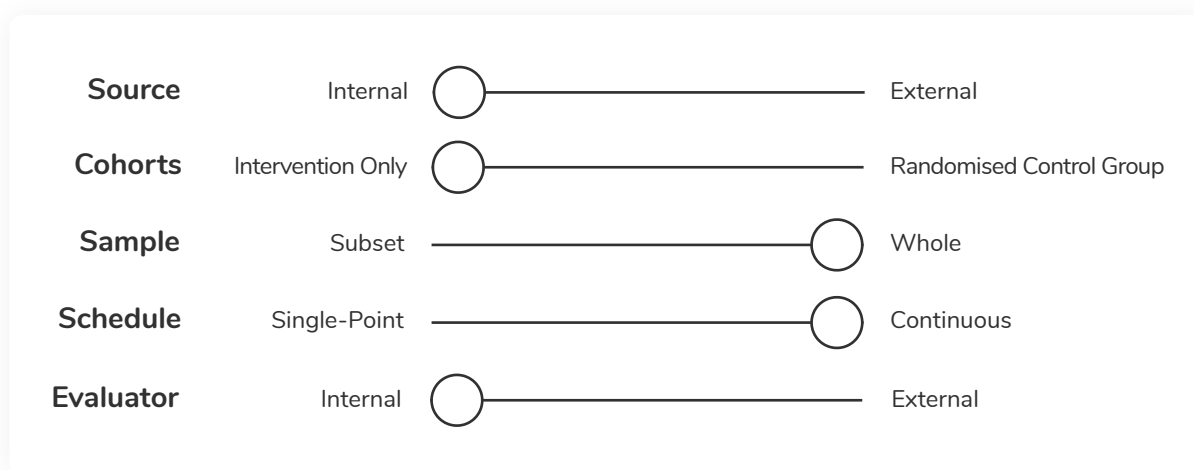 Source Internal External
Cohorts Intervention Only Randomised Control Group
Sample Subset Whole
Schedule Single-Point Continuous
Evaluator Internal External